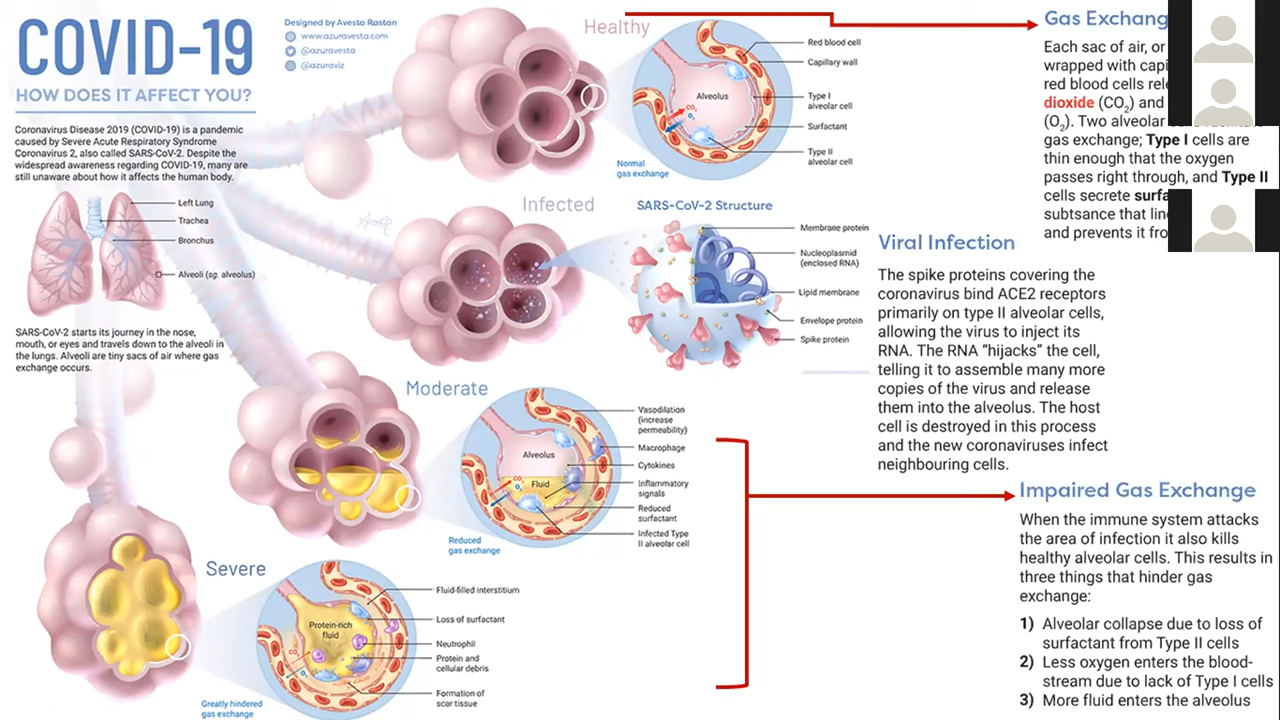 COVID-19
HOW DOES IT AFFECT YOU?
Designed by Avesta Rastan
www.azuravesta.com
@azuravesta
@azuraviz
Coronavirus Disease 2019 (COVID-19) is a pandemic
caused by Severe Acute Respiratory Syndrome
Coronavirus 2, also called SARS-CoV-2. Despite the
widespread awareness regarding COVID-19, many are
still unaware about how it affects the human body.
Left Lung
Trachea
Bronchus
Alveoli (sg. alveolus)
SARS-CoV-2 starts its journey in the nose,
mouth, or eyes and travels down to the alveoli in
the lungs. Alveoli are tiny sacs of air where gas
exchange occurs.
Healthy
Alveolus
CO₂
O₂
Normal
gas exchange
Red blood cell
Capillary wall
Type I
alveolar cell
Surfactant
Type II
alveolar cell
Gas Exchang
Each sac of air, or
wrapped with capi
red blood cells rele
dioxide (CO₂) and
(O₂). Two alveolar
gas exchange; Type I cells are
thin enough that the oxygen
passes right through, and Type II
cells secrete surfa
subtsance that line
and prevents it fro
Infected
SARS-CoV-2 Structure
Membrane protein
Nucleoplasmid
(enclosed RNA)
Lipid membrane
Envelope protein
Spike protein
Viral Infection
The spike proteins covering the
coronavirus bind ACE2 receptors
primarily on type II alveolar cells,
allowing the virus to inject its
RNA. The RNA “hijacks” the cell,
telling it to assemble many more
copies of the virus and release
them into the alveolus. The host
cell is destroyed in this process
and the new coronaviruses infect
neighbouring cells.
Moderate
Alveolus
Fluid
CO₂
O₂
Reduced
gas exchange
Vasodilation
(increase
permeability)
Macrophage
Cytokines
Inflammatory
signals
Reduced
surfactant
Infected Type
II alveolar cell
Impaired Gas Exchange
When the immune system attacks
the area of infection it also kills
healthy alveolar cells. This results in
three things that hinder gas
exchange:
1) Alveolar collapse due to loss of
surfactant from Type II cells
2) Less oxygen enters the blood-
stream due to lack of Type I cells
3) More fluid enters the alveolus
Severe
Protein-rich
fluid
CO₂
O₂
Greatly hindered
gas exchange
Fluid-filled interstitium
Loss of surfactant
Neutrophil
Protein and
cellular debris
Formation of
scar tissue